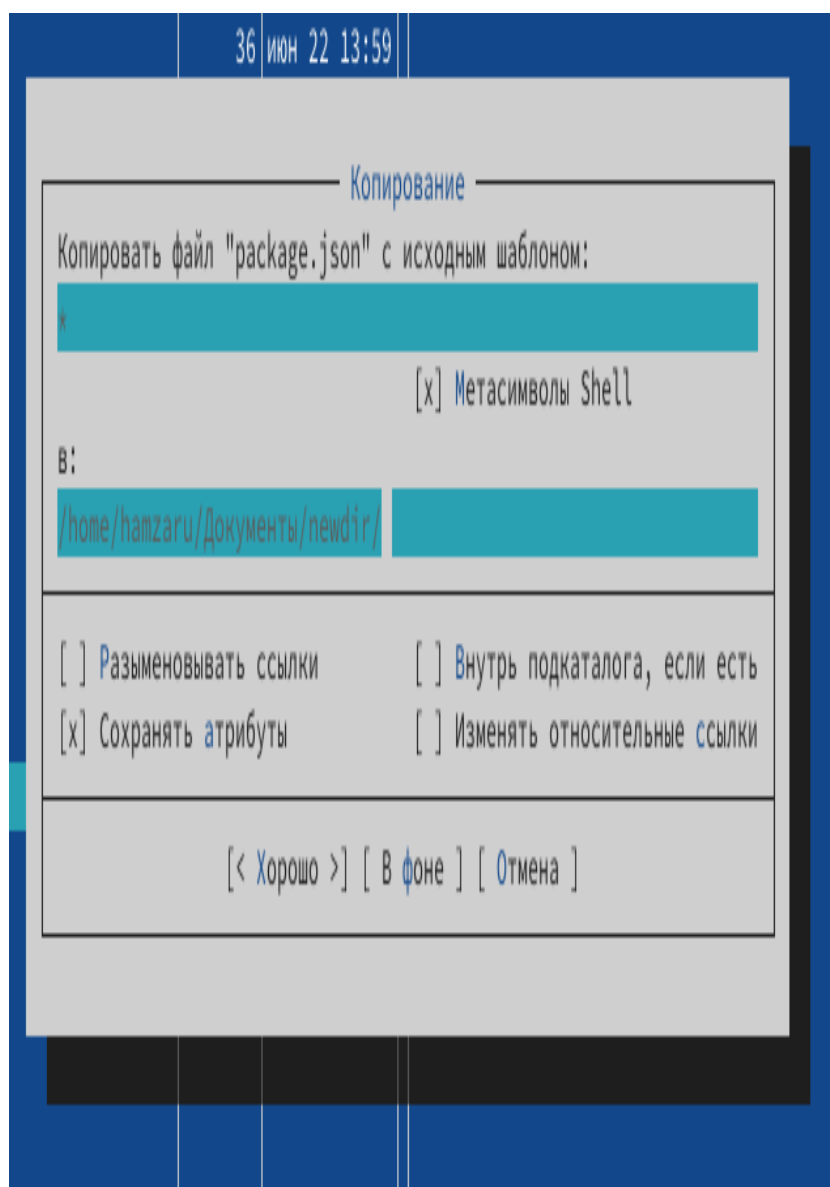 36 июн 22 13:59
Копирование
Копировать файл "package.json" с исходным шаблоном:
*
[x] Метасимволы Shell
в:
/home/hamzaru/Документы/newdir/
[ ] Разыменовывать ссылки [ ] Внутрь подкаталога, если есть
[x] Сохранять атрибуты [ ] Изменять относительные ссылки
[< Хорошо >] [ В фоне ] [ Отмена ]